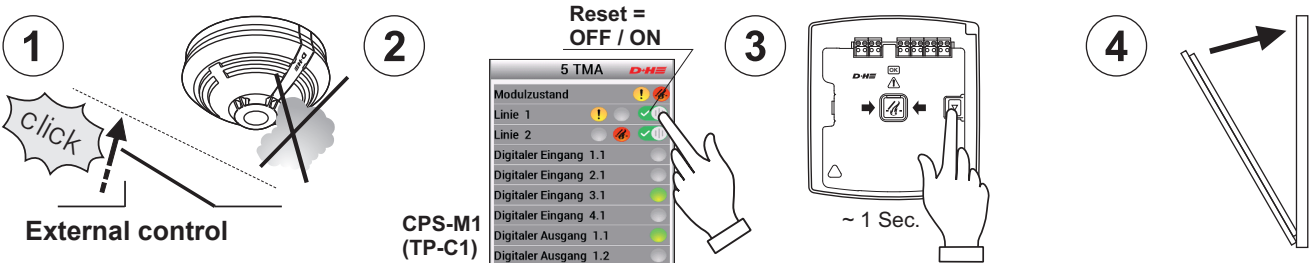 1
click
External control
D+H
2
Reset =
OFF / ON
5 TMA D+H
Modulzustand !
Linie 1 !
Linie 2
Digitaler Eingang 1.1
Digitaler Eingang 2.1
Digitaler Eingang 3.1
Digitaler Eingang 4.1
Digitaler Ausgang 1.1
Digitaler Ausgang 1.2
CPS-M1
(TP-C1)
3
D+H
OK
~ 1 Sec.
4